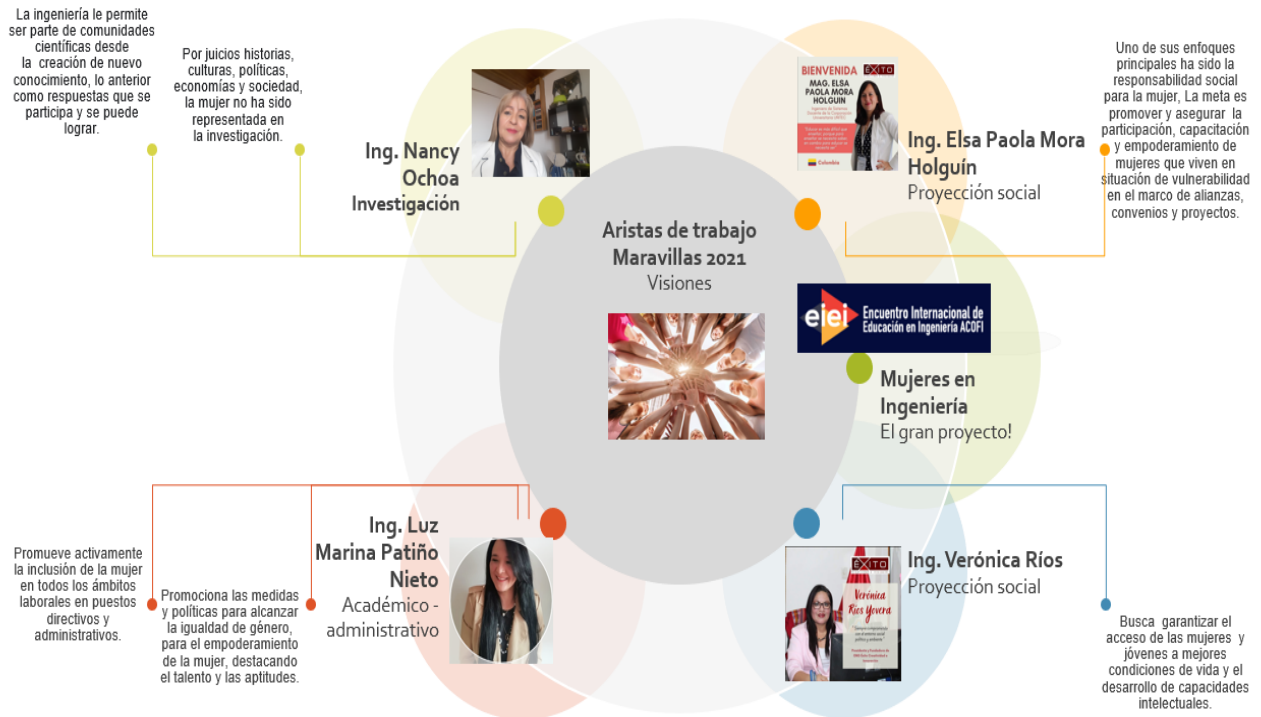 La ingeniería le permite
ser parte de comunidades
científicas desde
la creación de nuevo
conocimiento, lo anterior
como respuestas que se
participa y se puede
lograr.
Por juicios historias,
culturas, políticas,
economías y sociedad,
la mujer no ha sido
representada en
la investigación.
Ing. Nancy
Ochoa
Investigación
BIENVENIDA
ÉXITO
MAG. ELSA
PAOLA MORA
HOLGUIN
Colombia
Ing. Elsa Paola Mora
Holguín
Proyección social
Uno de sus enfoques
principales ha sido la
responsabilidad social
para la mujer, La meta es
promover y asegurar la
participación, capacitación
y empoderamiento de
mujeres que viven en
situación de vulnerabilidad
en el marco de alianzas,
convenios y proyectos.
Aristas de trabajo
Maravillas 2021
Visiones
eiei
Encuentro Internacional de
Educación en Ingeniería ACOFI
Mujeres en
Ingeniería
El gran proyecto!
Promueve activamente
la inclusión de la mujer
en todos los ámbitos
laborales en puestos
directivos y
administrativos.
Promociona las medidas
y políticas para alcanzar
la igualdad de género,
para el empoderamiento
de la mujer, destacando
el talento y las aptitudes.
Ing. Luz
Marina Patiño
Nieto
Académico -
administrativo
ÉXITO
Verónica
Ríos Yovera
Ing. Verónica Ríos
Proyección social
Busca garantizar el
acceso de las mujeres y
jóvenes a mejores
condiciones de vida y el
desarrollo de capacidades
intelectuales.